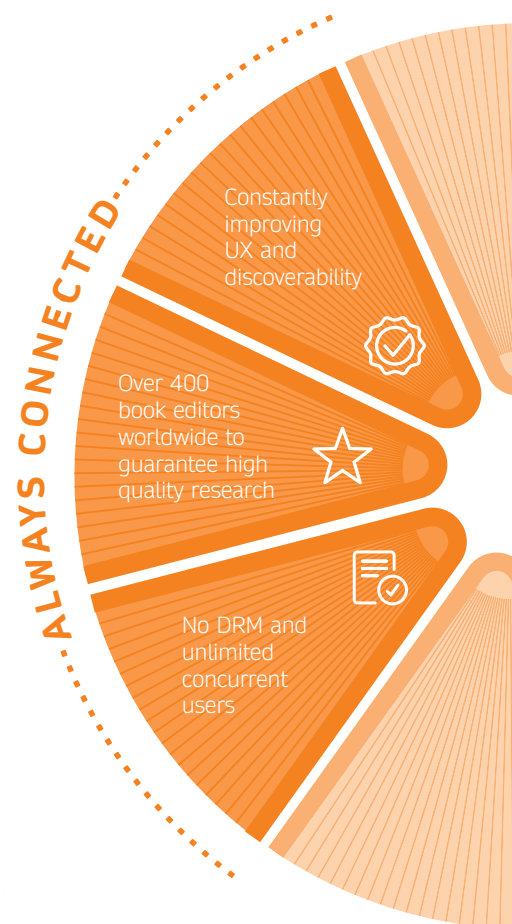 ALWAYS CONNECTED
Constantly
improving
UX and
discoverability
Over 400
book editors
worldwide to
guarantee high
quality research
No DRM and
unlimited
concurrent
users